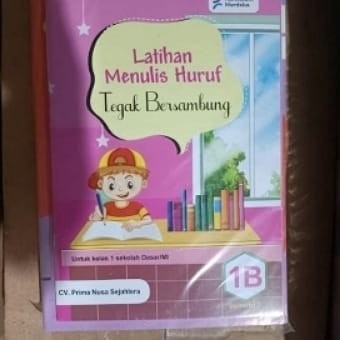 Merdeka
Latihan
Menulis Huruf
Tegak Bersambung
Untuk kelas 1 sekolah Dasar/MI
1B
CV. Prima Nusa Sejahtera